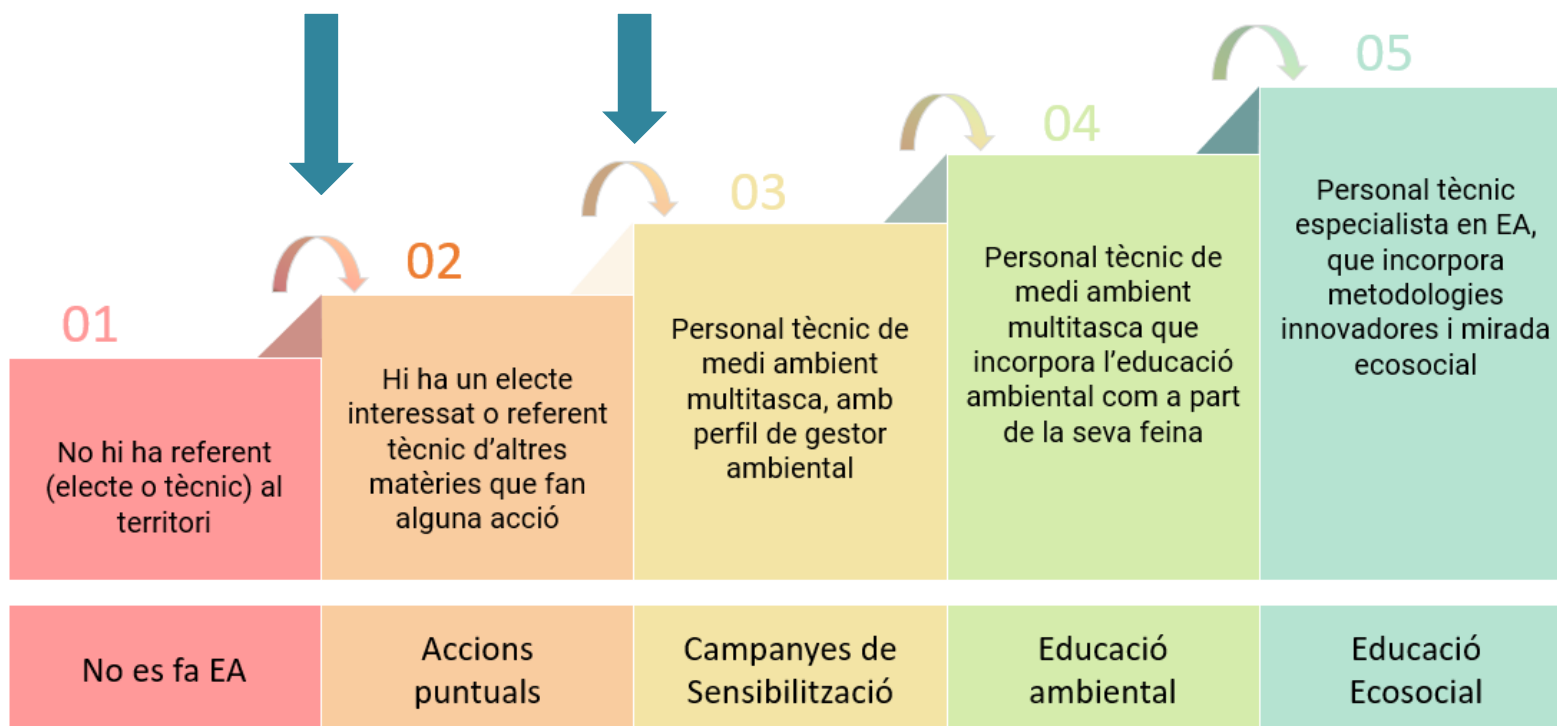 01
No hi ha referent
(electe o tècnic) al
territori
02
Hi ha un electe
interessat o referent
tècnic d'altres
matèries que fan
alguna acció
03
Personal tècnic de
medi ambient
multitasca, amb
perfil de gestor
ambiental
04
Personal tècnic de
medi ambient
multitasca que
incorpora l'educació
ambiental com a part
de la seva feina
05
Personal tècnic
especialista en EA,
que incorpora
metodologies
innovadores i mirada
ecosocial
No es fa EA
Accions
puntuals
Campanyes de
Sensibilització
Educació
ambiental
Educació
Ecosocial